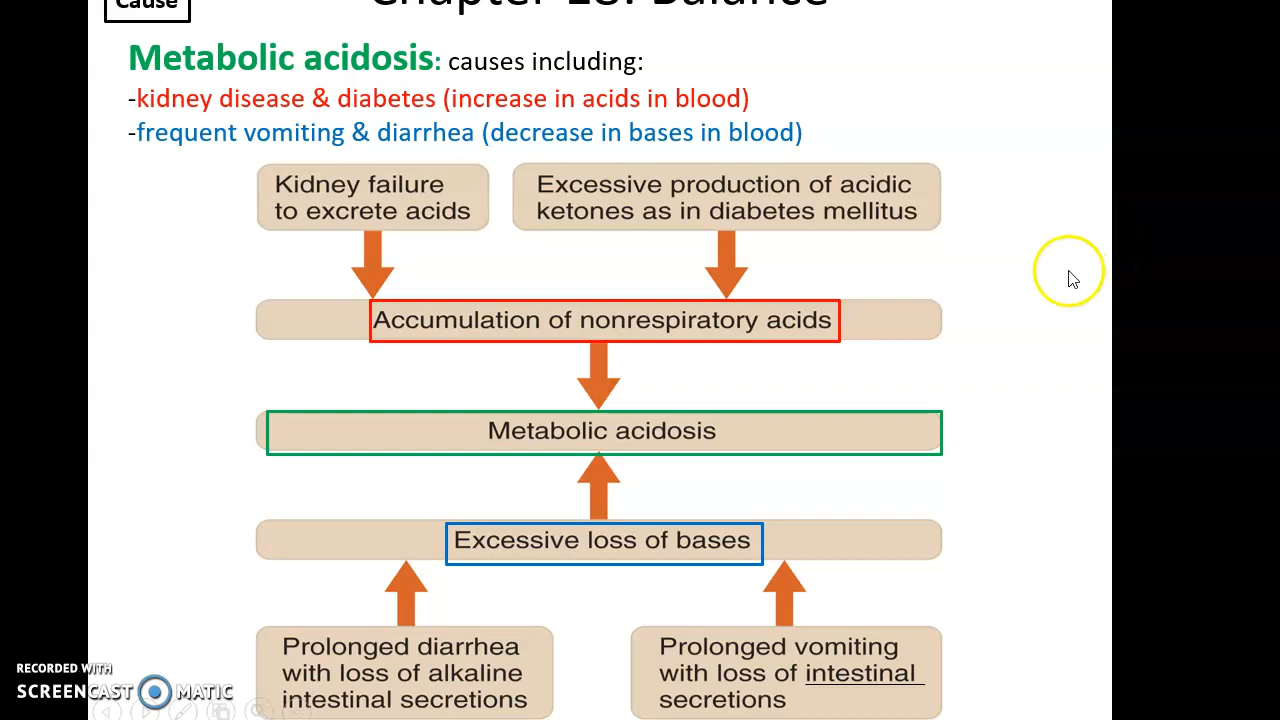 Cause
Chapter 18: Balance
Metabolic acidosis: causes including:
-kidney disease & diabetes (increase in acids in blood)
-frequent vomiting & diarrhea (decrease in bases in blood)
Kidney failure
to excrete acids
Excessive production of acidic
ketones as in diabetes mellitus
Accumulation of nonrespiratory acids
Metabolic acidosis
Excessive loss of bases
Prolonged diarrhea
with loss of alkaline
intestinal secretions
Prolonged vomiting
with loss of intestinal
secretions
RECORDED WITH
SCREENCAST MATIC